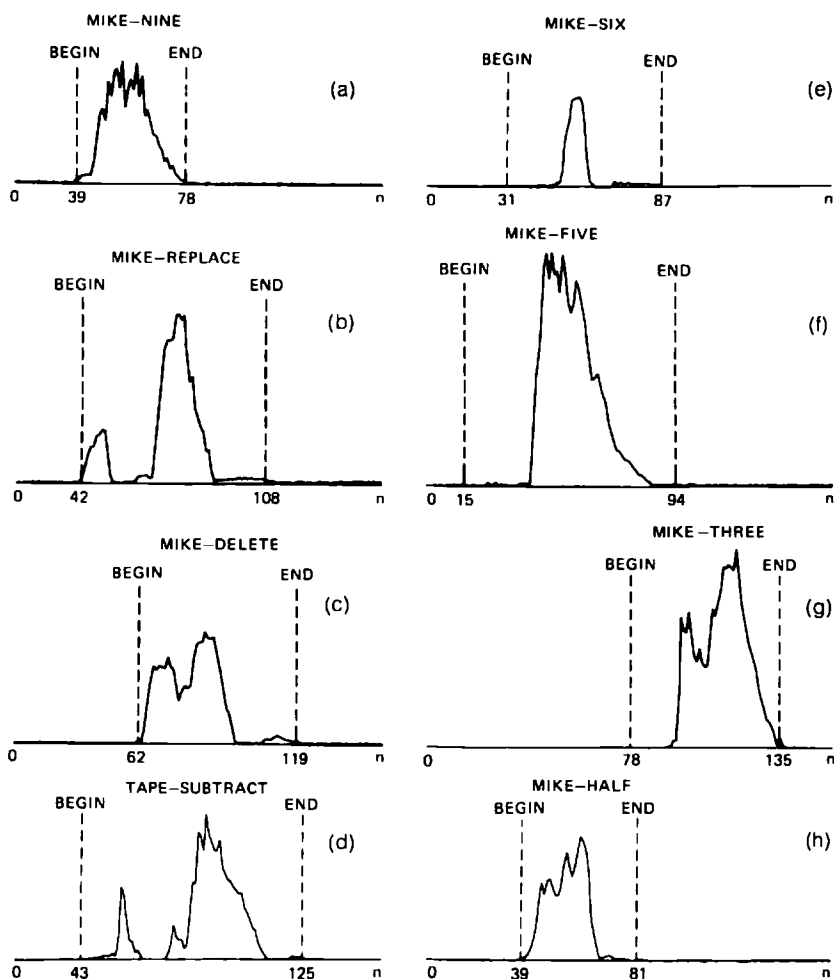 MIKE–NINE
BEGIN END
(a)
0 39 78 n
MIKE–REPLACE
BEGIN END
(b)
0 42 108 n
MIKE–DELETE
BEGIN END
(c)
0 62 119 n
TAPE–SUBTRACT
BEGIN END
(d)
0 43 125 n
MIKE–SIX
BEGIN END
(e)
0 31 87 n
MIKE–FIVE
BEGIN END
(f)
0 15 94 n
MIKE–THREE
BEGIN END
(g)
0 78 135 n
MIKE–HALF
BEGIN END
(h)
0 39 81 n